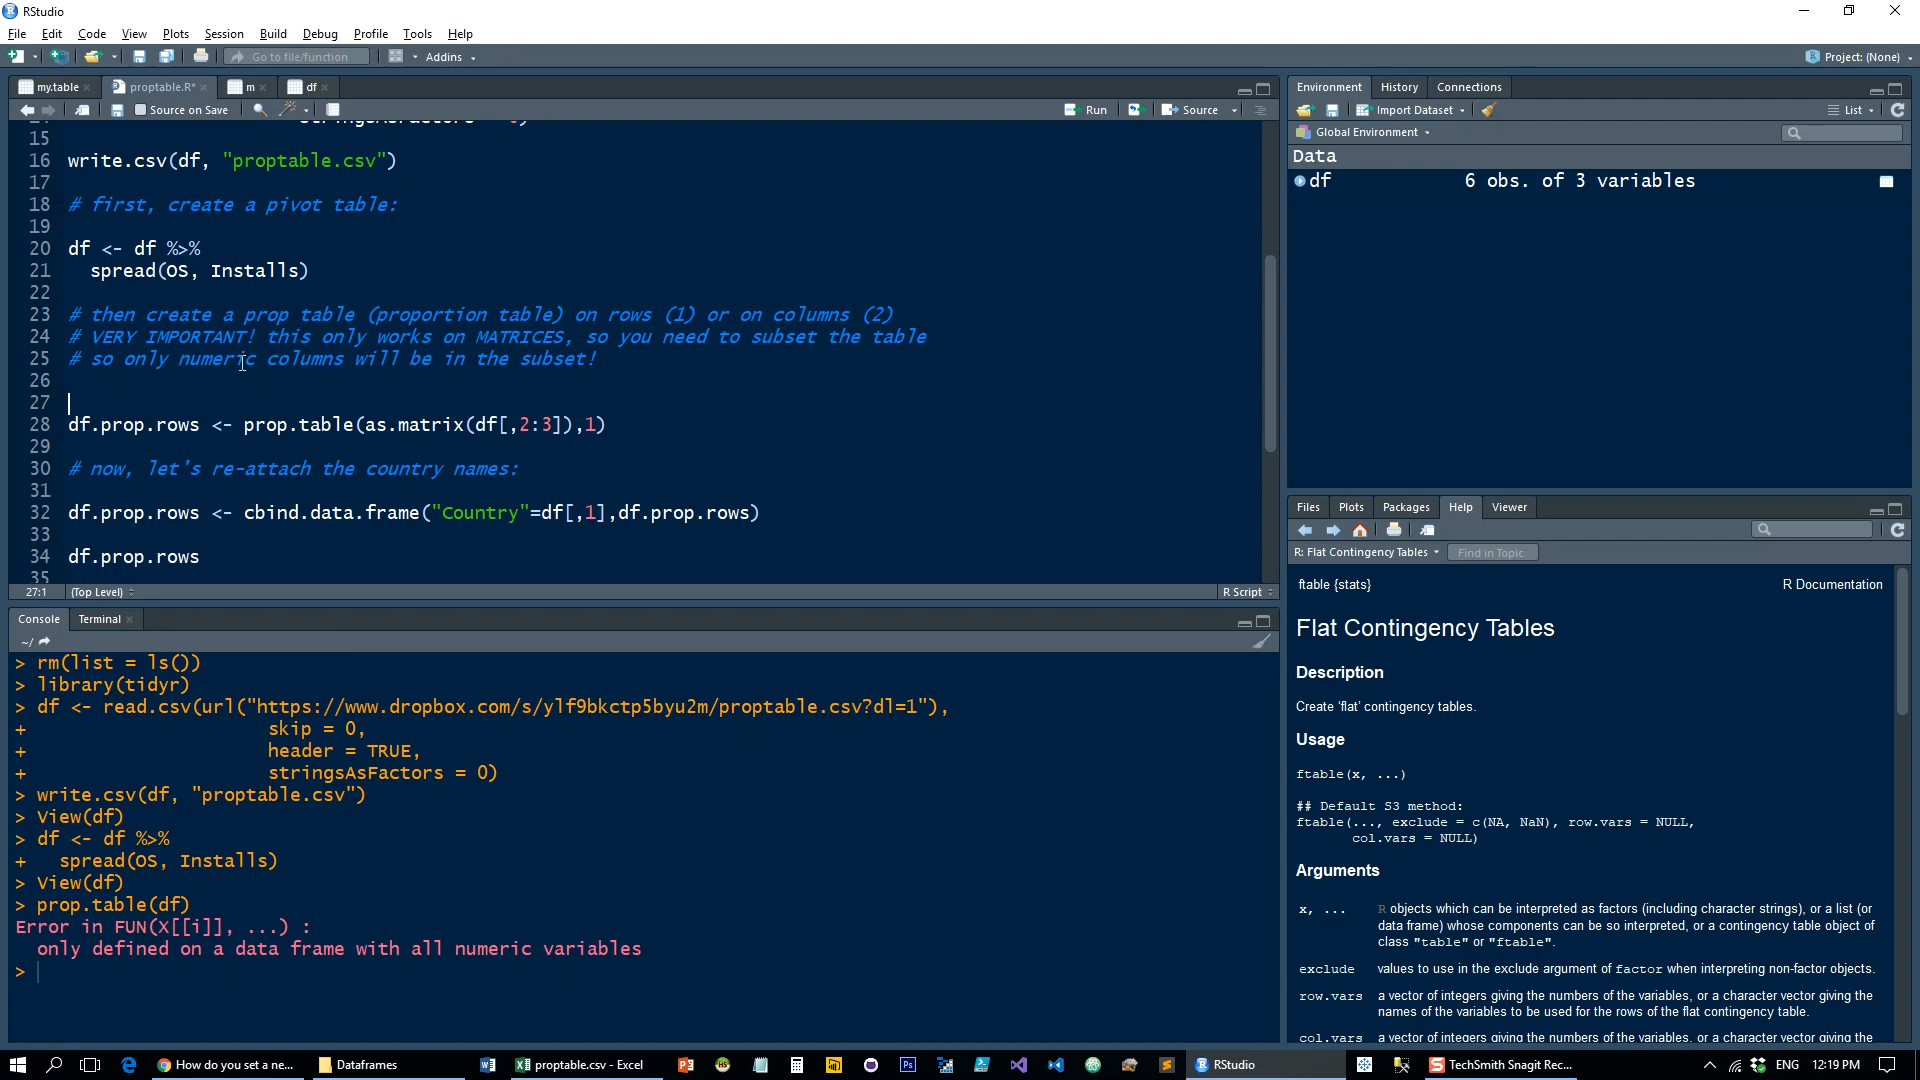 RStudio
File Edit Code View Plots Session Build Debug Profile Tools Help
Go to file/function Addins Project: (None)
my.table proptable.R* m df
Source on Save Run Source
15
16 write.csv(df, "proptable.csv")
17
18 # first, create a pivot table:
19
20 df <- df %>%
21 spread(OS, Installs)
22
23 # then create a prop table (proportion table) on rows (1) or on columns (2)
24 # VERY IMPORTANT! this only works on MATRICES, so you need to subset the table
25 # so only numeric columns will be in the subset!
26
27
28 df.prop.rows <- prop.table(as.matrix(df[,2:3]),1)
29
30 # now, let's re-attach the country names:
31
32 df.prop.rows <- cbind.data.frame("Country"=df[,1],df.prop.rows)
33
34 df.prop.rows
35
27:1 (Top Level) R Script
Console Terminal
~/
> rm(list = ls())
> library(tidyr)
> df <- read.csv(url("https://www.dropbox.com/s/ylf9bkctp5byu2m/proptable.csv?dl=1"),
+ skip = 0,
+ header = TRUE,
+ stringsAsFactors = 0)
> write.csv(df, "proptable.csv")
> View(df)
> df <- df %>%
+ spread(OS, Installs)
> View(df)
> prop.table(df)
Error in FUN(X[[i]], ...) :
only defined on a data frame with all numeric variables
>
Environment History Connections
Import Dataset List
Global Environment
Data
df 6 obs. of 3 variables
Files Plots Packages Help Viewer
R: Flat Contingency Tables Find in Topic
ftable {stats} R Documentation
Flat Contingency Tables
Description
Create ‘flat’ contingency tables.
Usage
ftable(x, ...)
## Default S3 method:
ftable(..., exclude = c(NA, NaN), row.vars = NULL,
col.vars = NULL)
Arguments
x, ... R objects which can be interpreted as factors (including character strings), or a list (or
data frame) whose components can be so interpreted, or a contingency table object of
class "table" or "ftable".
exclude values to use in the exclude argument of factor when interpreting non-factor objects.
row.vars a vector of integers giving the numbers of the variables, or a character vector giving the
names of the variables to be used for the rows of the flat contingency table.
col.vars a vector of integers giving the numbers of the variables, or a character vector giving the
How do you set a ne... Dataframes proptable.csv - Excel RStudio TechSmith Snagit Rec... ENG 12:19 PM